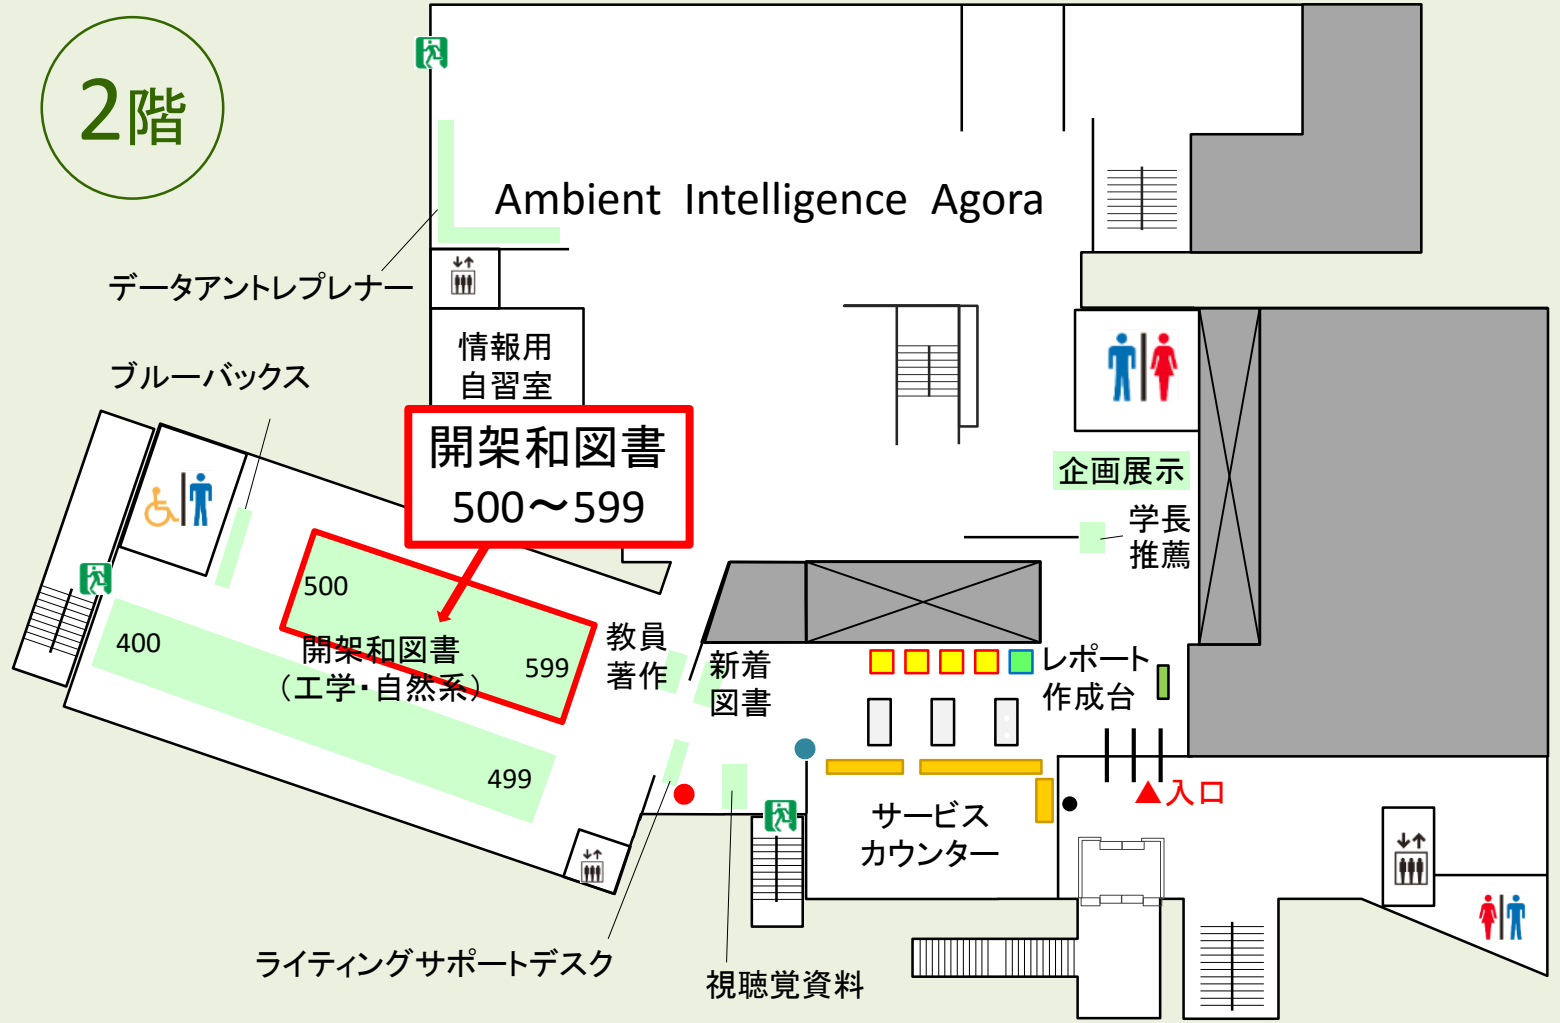 2階
Ambient Intelligence Agora
データアントレプレナー
情報用
自習室
ブルーバックス
開架和図書
500～599
企画展示
学長
推薦
500
400
開架和図書
（工学・自然系）
599
499
教員
著作
新着
図書
レポート
作成台
入口
サービス
カウンター
ライティングサポートデスク
視聴覚資料